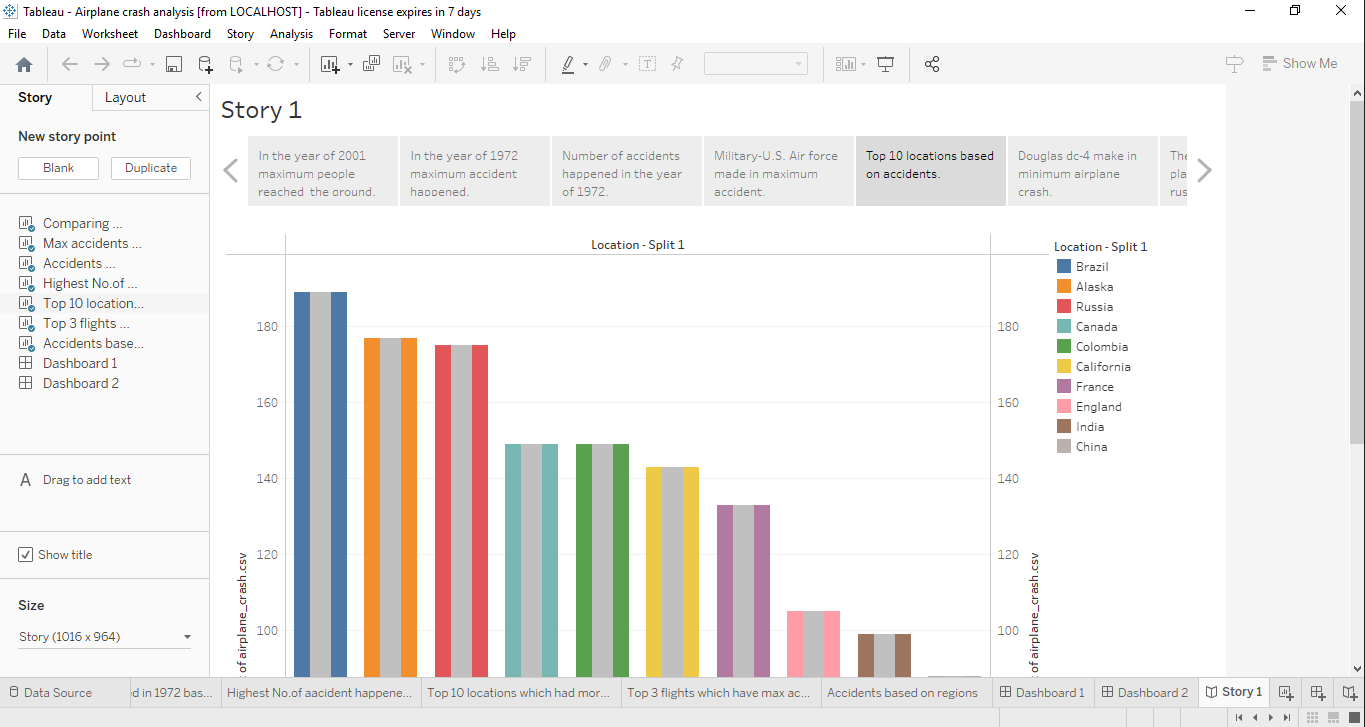 Tableau - Airplane crash analysis [from LOCALHOST] - Tableau license expires in 7 days
File Data Worksheet Dashboard Story Analysis Format Server Window Help
Show Me
Story Layout
New story point
Blank Duplicate
Comparing ...
Max accidents ...
Accidents ...
Highest No.of ...
Top 10 location...
Top 3 flights ...
Accidents base...
Dashboard 1
Dashboard 2
A Drag to add text
Show title
Size
Story (1016 x 964)
Story 1
In the year of 2001
maximum people
reached the ground.
In the year of 1972
maximum accident
happened.
Number of accidents
happened in the year
of 1972.
Military-U.S. Air force
made in maximum
accident.
Top 10 locations based
on accidents.
Douglas dc-4 make in
minimum airplane
crash.
The
pla
rus
Location - Split 1
180
160
140
120
100
of airplane_crash.csv
180
160
140
120
100
of airplane_crash.csv
Location - Split 1
Brazil
Alaska
Russia
Canada
Colombia
California
France
England
India
China
Data Source
d in 1972 bas...
Highest No.of aacident happene...
Top 10 locations which had mor...
Top 3 flights which have max ac...
Accidents based on regions
Dashboard 1
Dashboard 2
Story 1